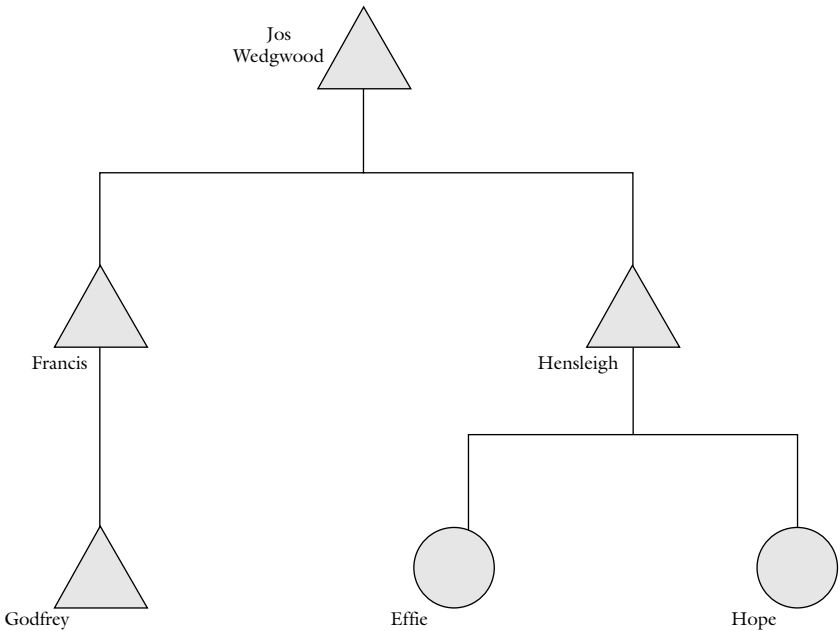 Jos
Wedgwood
Francis
Hensleigh
Godfrey
Effie
Hope